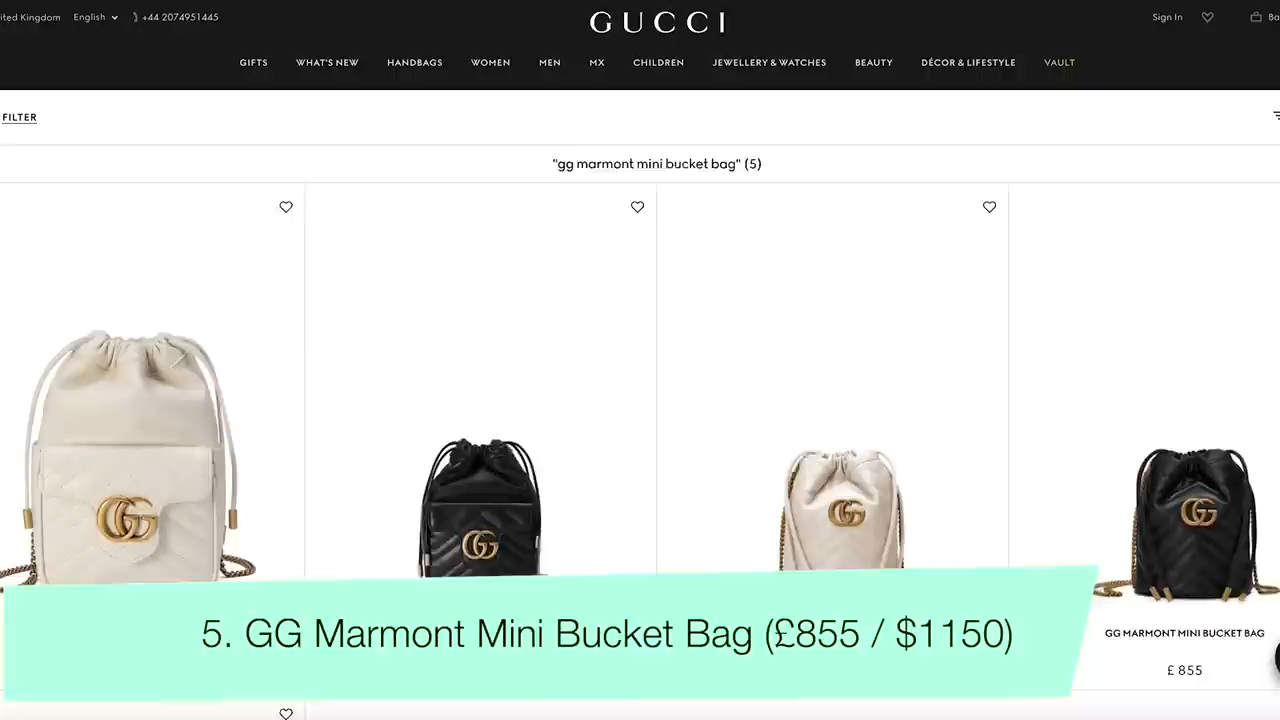 ited Kingdom English +44 2074951445 GUCCI Sign In Ba
GIFTS WHAT'S NEW HANDBAGS WOMEN MEN MX CHILDREN JEWELLERY & WATCHES BEAUTY DÉCOR & LIFESTYLE VAULT
FILTER
"gg marmont mini bucket bag" (5)
5. GG Marmont Mini Bucket Bag (£855 / $1150)
GG MARMONT MINI BUCKET BAG
£ 855